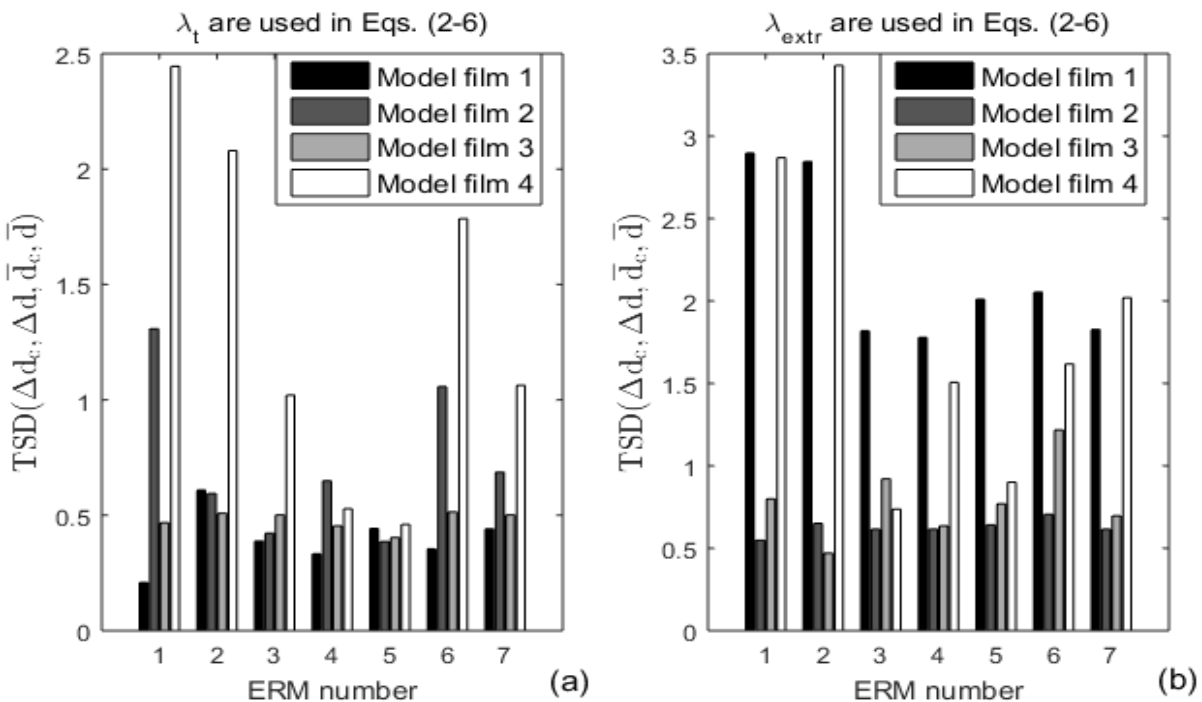 λt are used in Eqs. (2-6)
2.5
2
1.5
1
0.5
0
TSD(Δdc, Δd, d̅c, d̅)
Model film 1
Model film 2
Model film 3
Model film 4
1 2 3 4 5 6 7
ERM number
(a)
λextr are used in Eqs. (2-6)
3.5
3
2.5
2
1.5
1
0.5
0
TSD(Δdc, Δd, d̅c, d̅)
Model film 1
Model film 2
Model film 3
Model film 4
1 2 3 4 5 6 7
ERM number
(b)